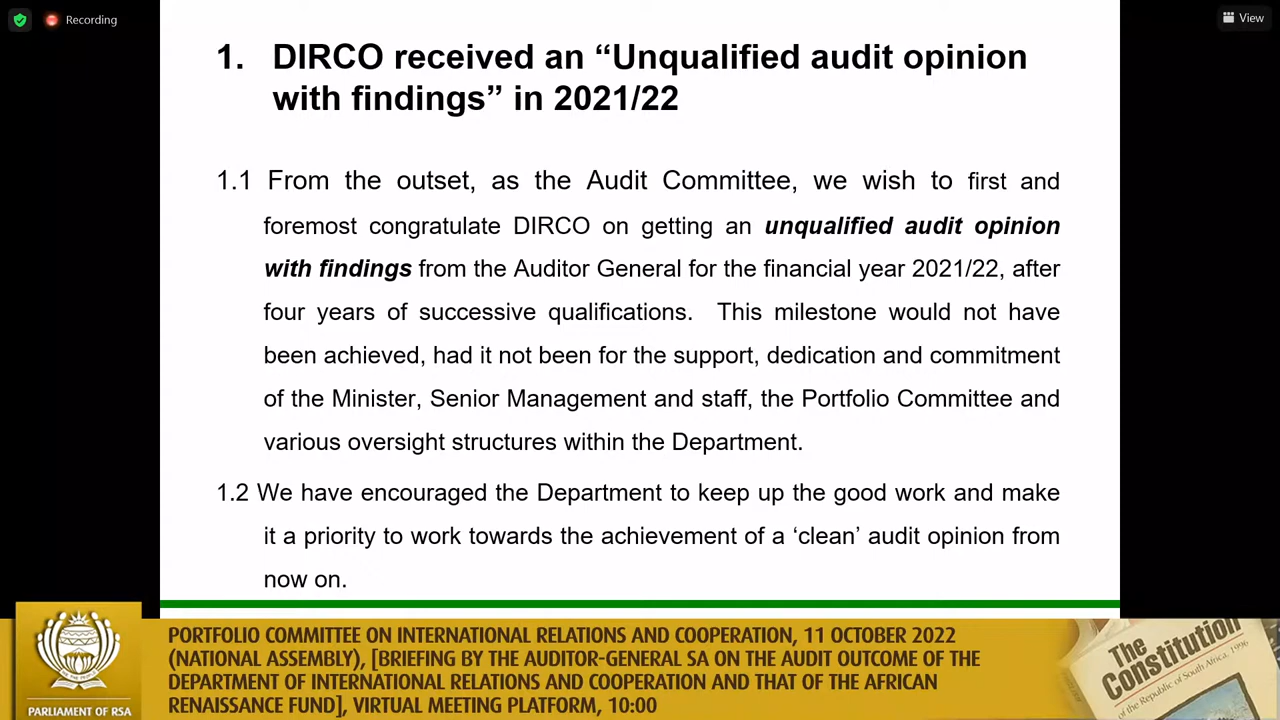 Recording
View
1. DIRCO received an “Unqualified audit opinion
with findings” in 2021/22
1.1 From the outset, as the Audit Committee, we wish to first and
foremost congratulate DIRCO on getting an unqualified audit opinion
with findings from the Auditor General for the financial year 2021/22, after
four years of successive qualifications. This milestone would not have
been achieved, had it not been for the support, dedication and commitment
of the Minister, Senior Management and staff, the Portfolio Committee and
various oversight structures within the Department.
1.2 We have encouraged the Department to keep up the good work and make
it a priority to work towards the achievement of a ‘clean’ audit opinion from
now on.
PORTFOLIO COMMITTEE ON INTERNATIONAL RELATIONS AND COOPERATION, 11 OCTOBER 2022
(NATIONAL ASSEMBLY), [BRIEFING BY THE AUDITOR-GENERAL SA ON THE AUDIT OUTCOME OF THE
DEPARTMENT OF INTERNATIONAL RELATIONS AND COOPERATION AND THAT OF THE AFRICAN
RENAISSANCE FUND], VIRTUAL MEETING PLATFORM, 10:00
PARLIAMENT OF RSA
The
Constitution
of the Republic of South Africa, 1996